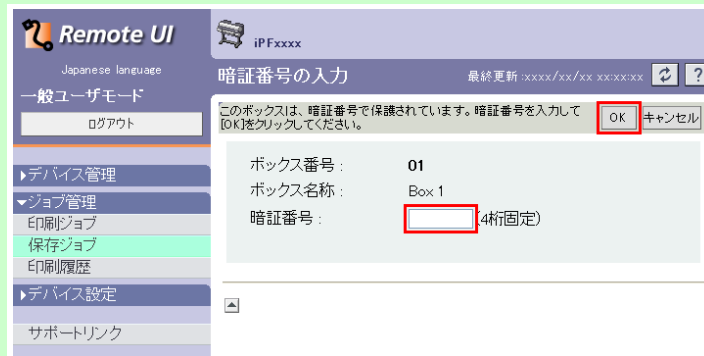 Remote UI
Japanese language
一般ユーザモード
ログアウト
▶デバイス管理
▼ジョブ管理
印刷ジョブ
保存ジョブ
印刷履歴
▶デバイス設定
サポートリンク
iPFxxxx
暗証番号の入力
最終更新:xxxx/xx/xx xx:xx:xx
?
このボックスは、暗証番号で保護されています。暗証番号を入力して
[OK]をクリックしてください。
OK
キャンセル
ボックス番号 : 01
ボックス名称 : Box 1
暗証番号 : (4桁固定)